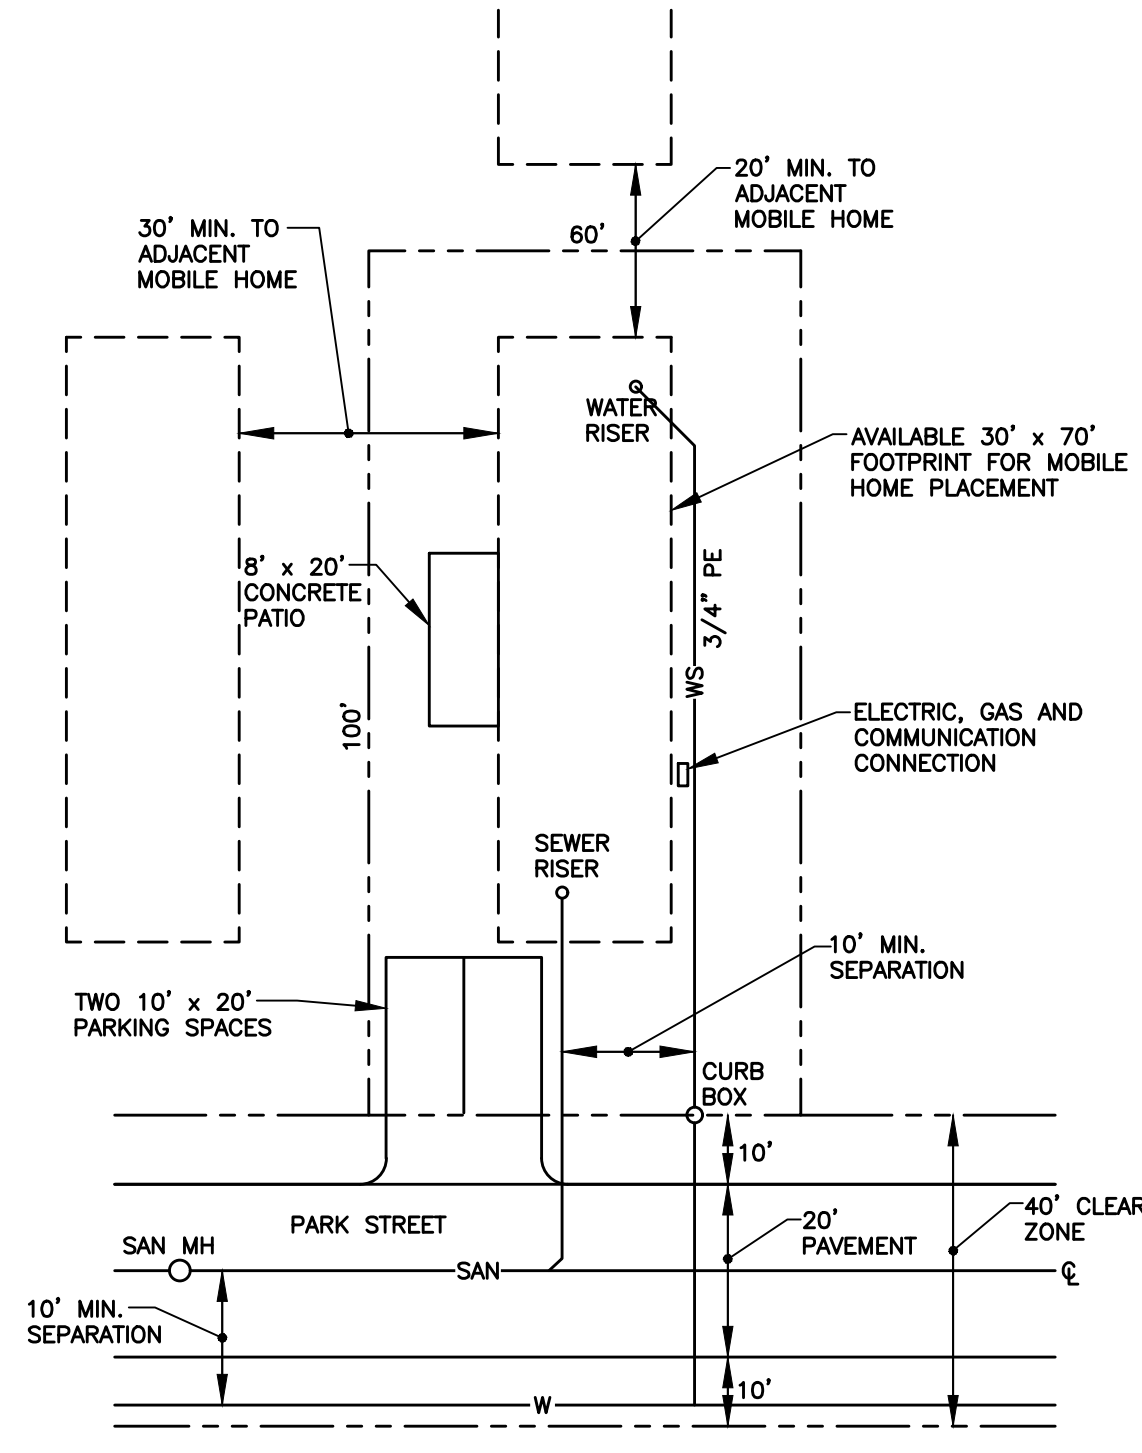 20' MIN. TO
ADJACENT
MOBILE HOME
30' MIN. TO
ADJACENT
MOBILE HOME
60'
WATER
RISER
AVAILABLE 30' x 70'
FOOTPRINT FOR MOBILE
HOME PLACEMENT
8' x 20'
CONCRETE
PATIO
3/4" PE
WS
100'
ELECTRIC, GAS AND
COMMUNICATION
CONNECTION
SEWER
RISER
10' MIN.
SEPARATION
TWO 10' x 20'
PARKING SPACES
CURB
BOX
10'
PARK STREET
20'
PAVEMENT
40' CLEAR
ZONE
SAN MH
SAN
℄
10' MIN.
SEPARATION
10'
W